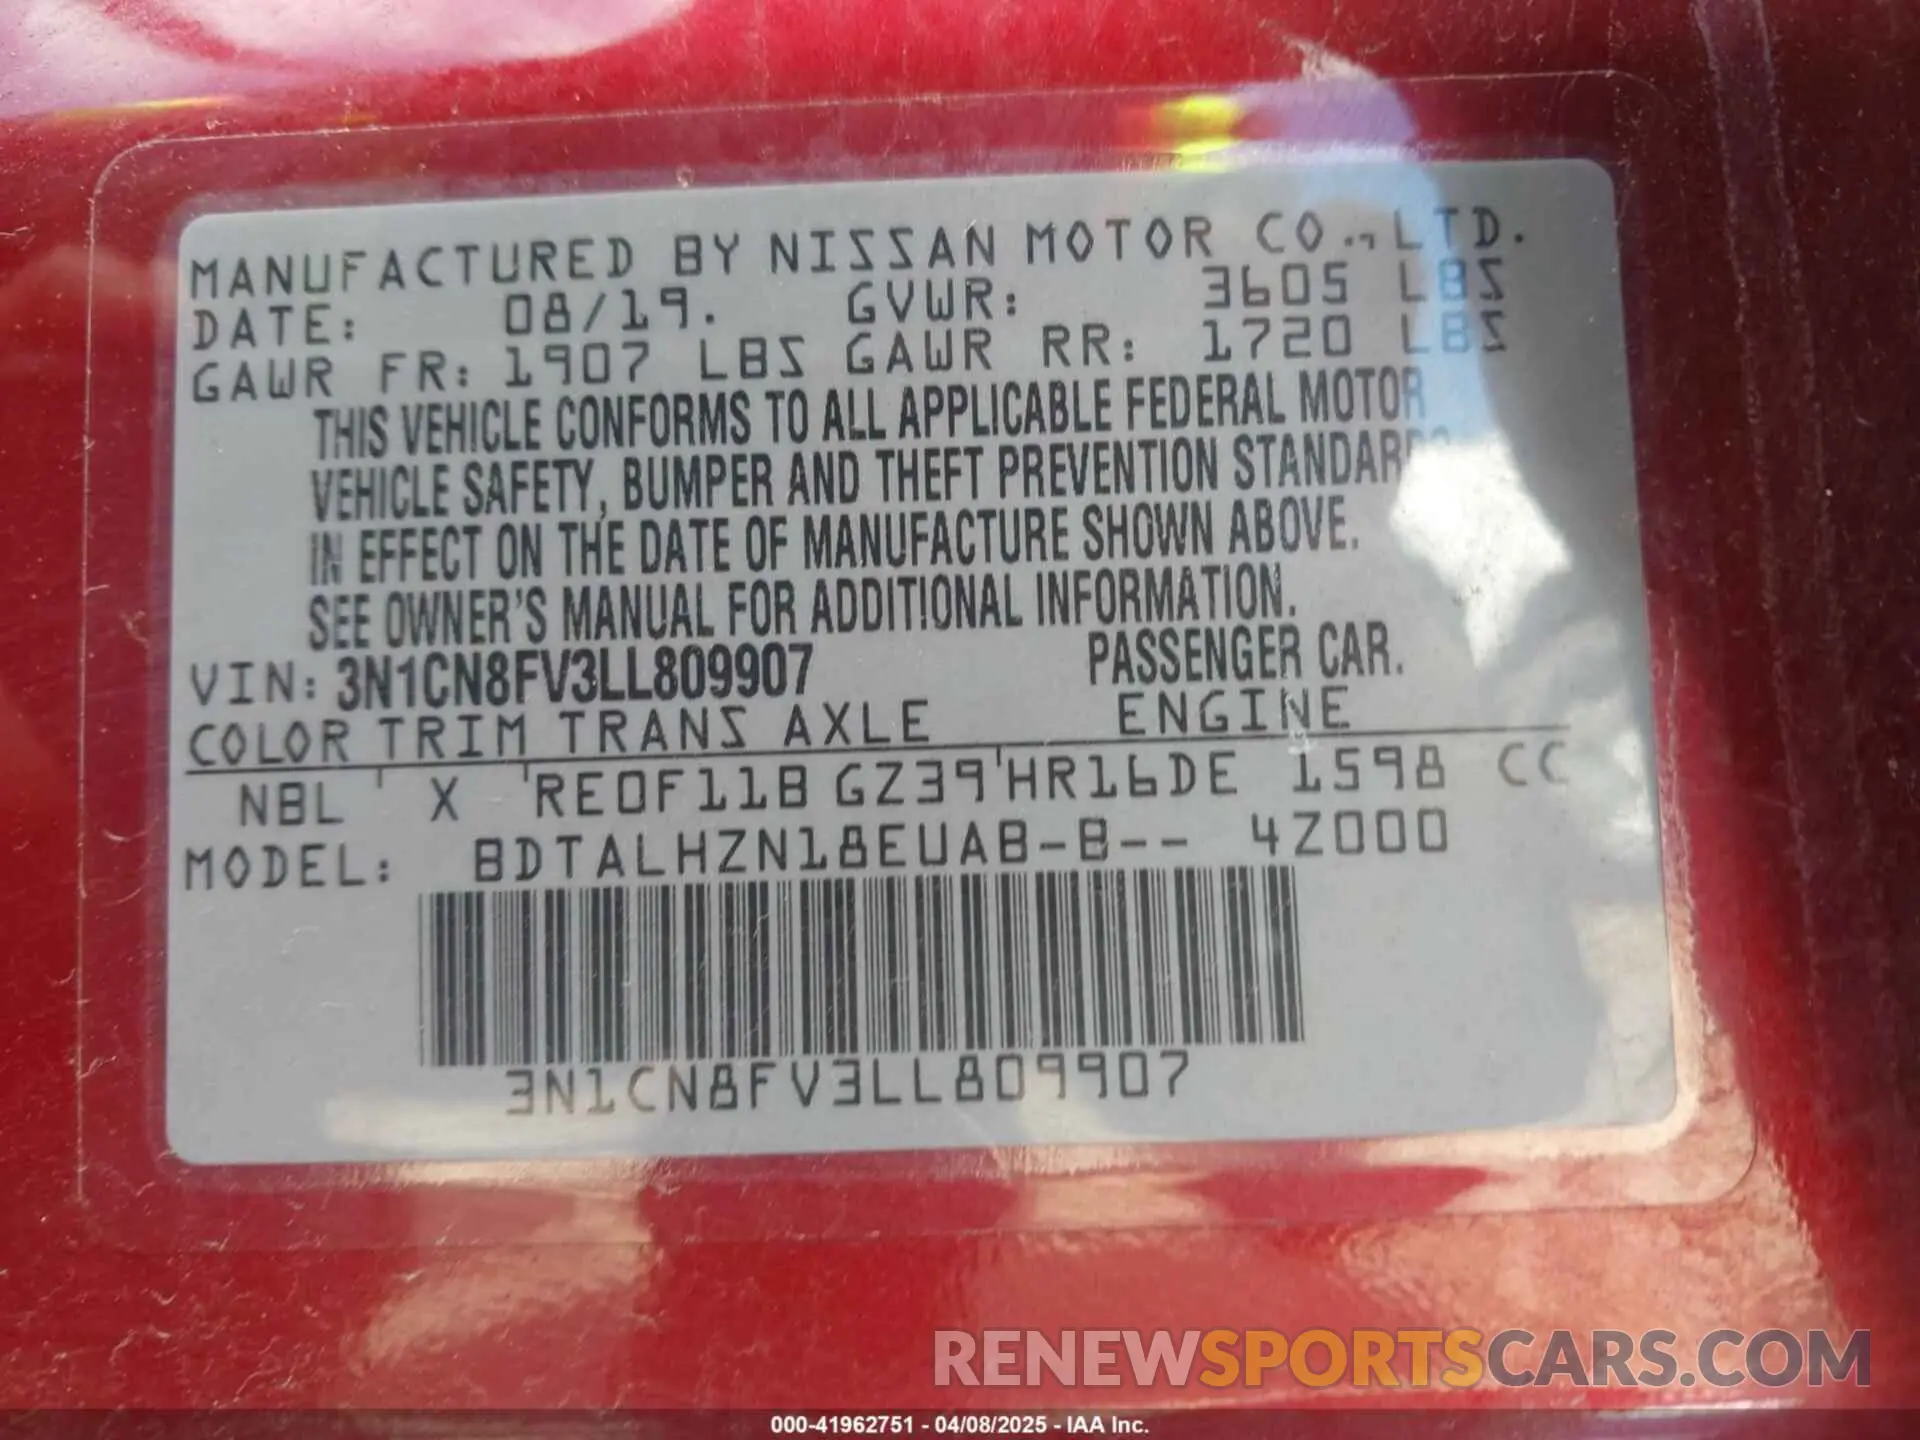 MANUFACTURED BY NISSAN MOTOR CO., LTD.
DATE: 08/19. GVWR: 3605 LBS
GAWR FR: 1907 LBS GAWR RR: 1720 LBS
THIS VEHICLE CONFORMS TO ALL APPLICABLE FEDERAL MOTOR
VEHICLE SAFETY, BUMPER AND THEFT PREVENTION STANDARDS
IN EFFECT ON THE DATE OF MANUFACTURE SHOWN ABOVE.
SEE OWNER'S MANUAL FOR ADDITIONAL INFORMATION.
VIN: 3N1CN8FV3LL809907 PASSENGER CAR.
COLOR TRIM TRANS AXLE ENGINE
NBL X RE0F11B GZ39 HR16DE 1598 CC
MODEL: BDTALHZN18EUAB-B-- 4Z000
3N1CN8FV3LL809907
RENEWSPORTSCARS.COM
000-41962751 - 04/08/2025 - IAA Inc.